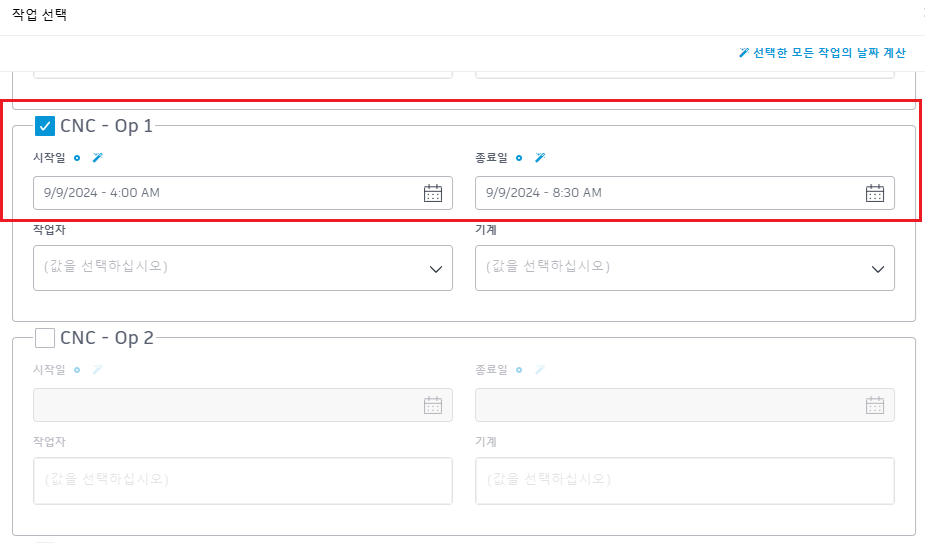 작업 선택
선택한 모든 작업의 날짜 계산
CNC - Op 1
시작일 종료일
9/9/2024 - 4:00 AM 9/9/2024 - 8:30 AM
작업자 기계
(값을 선택하십시오) (값을 선택하십시오)
CNC - Op 2
시작일 종료일
작업자 기계
(값을 선택하십시오) (값을 선택하십시오)